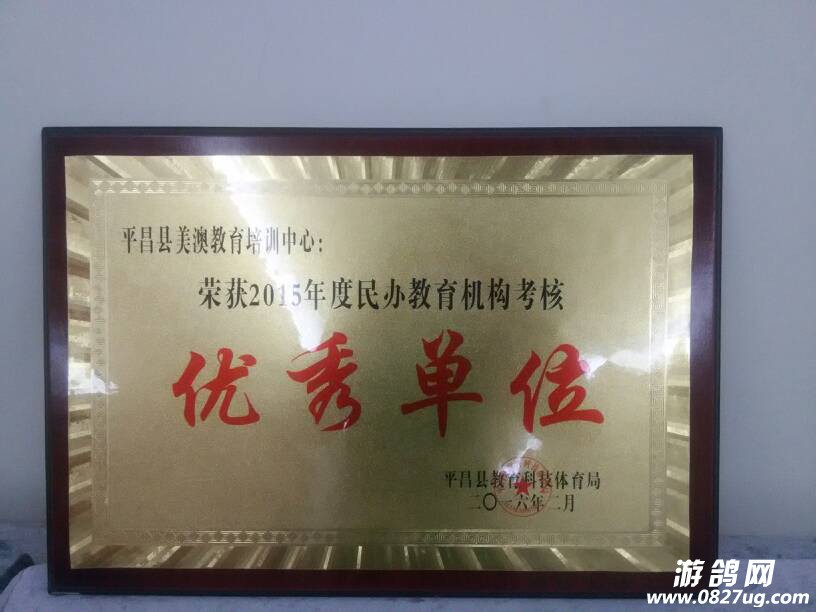 平昌县美澳教育培训中心：
荣获2015年度民办教育机构考核
优秀单位
平昌县教育科技体育局
二〇一六年二月
游鸽网
www.0827ug.com